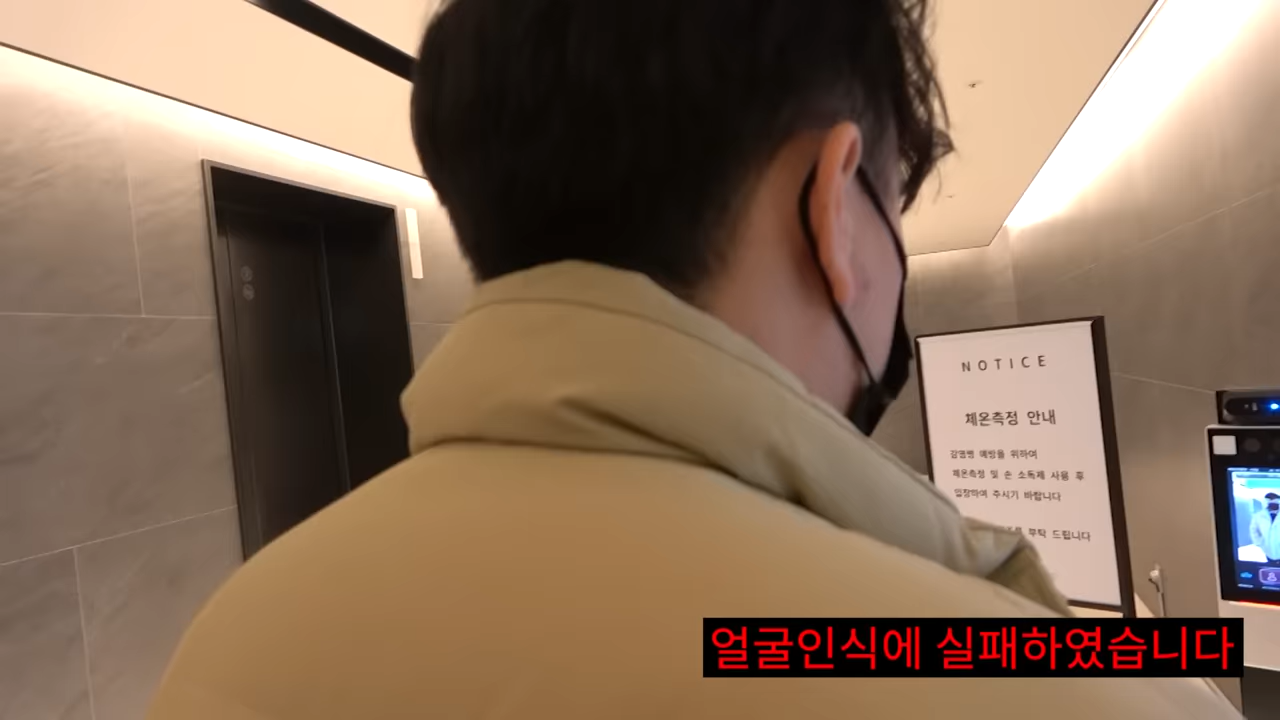 NOTICE
체온측정 안내
감염병 예방을 위하여
체온측정 및 손 소독제 사용 후
입장하여 주시기 바랍니다
부탁 드립니다
얼굴인식에 실패하였습니다